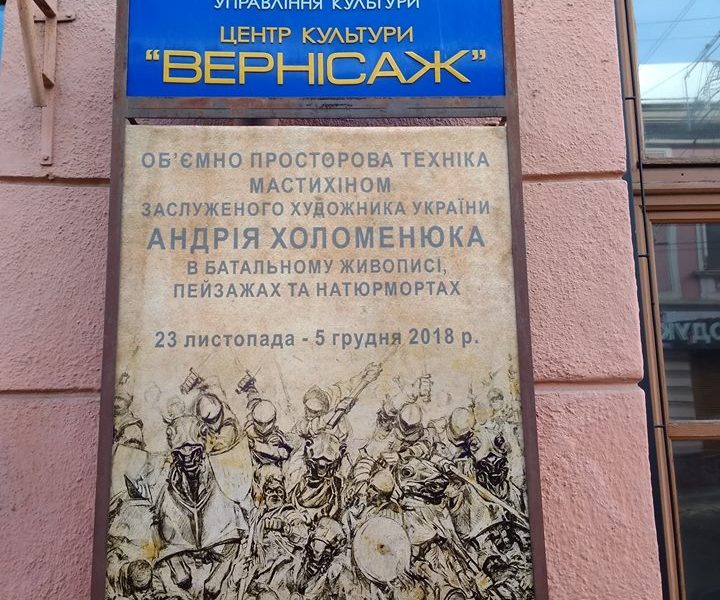 УПРАВЛІННЯ КУЛЬТУРИ
ЦЕНТР КУЛЬТУРИ
“ВЕРНІСАЖ”
ОБ’ЄМНО ПРОСТОРОВА ТЕХНІКА
МАСТИХІНОМ
ЗАСЛУЖЕНОГО ХУДОЖНИКА УКРАЇНИ
АНДРІЯ ХОЛОМЕНЮКА
В БАТАЛЬНОМУ ЖИВОПИСІ,
ПЕЙЗАЖАХ ТА НАТЮРМОРТАХ
23 листопада - 5 грудня 2018 р.